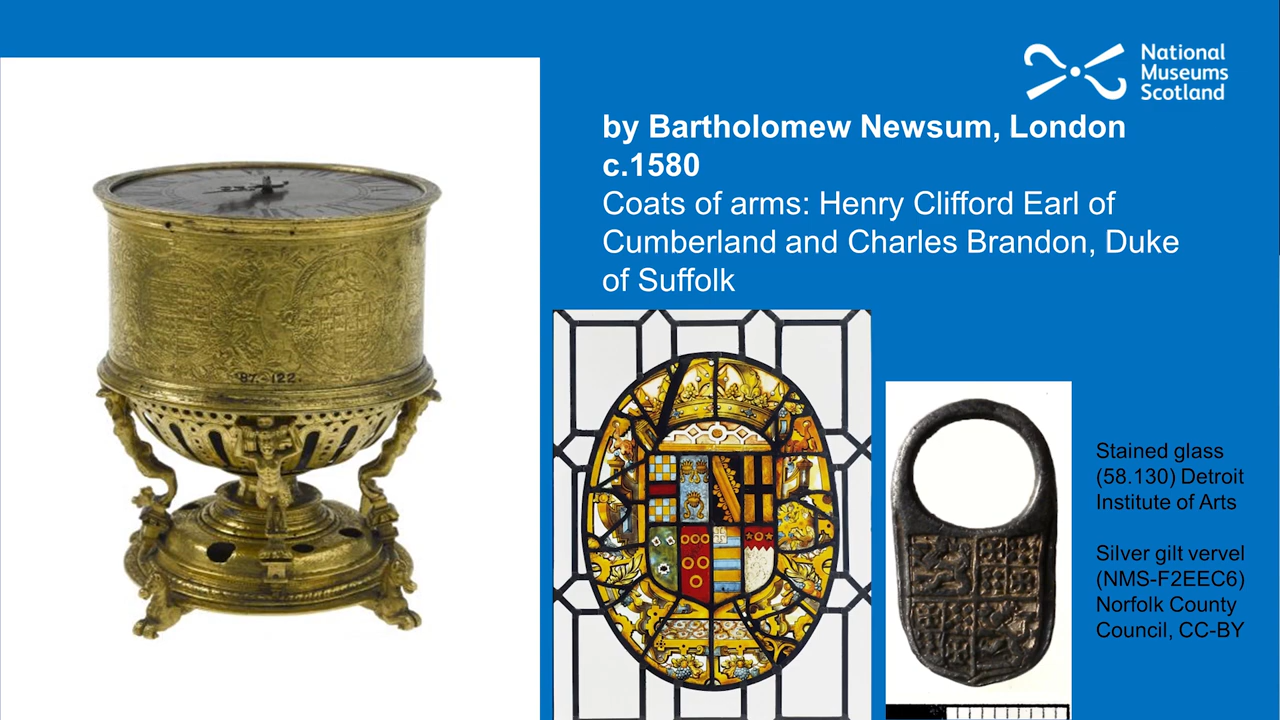 National
Museums
Scotland
by Bartholomew Newsum, London
c.1580
Coats of arms: Henry Clifford Earl of
Cumberland and Charles Brandon, Duke
of Suffolk
87.-122.
Stained glass
(58.130) Detroit
Institute of Arts
Silver gilt vervel
(NMS-F2EEC6)
Norfolk County
Council, CC-BY